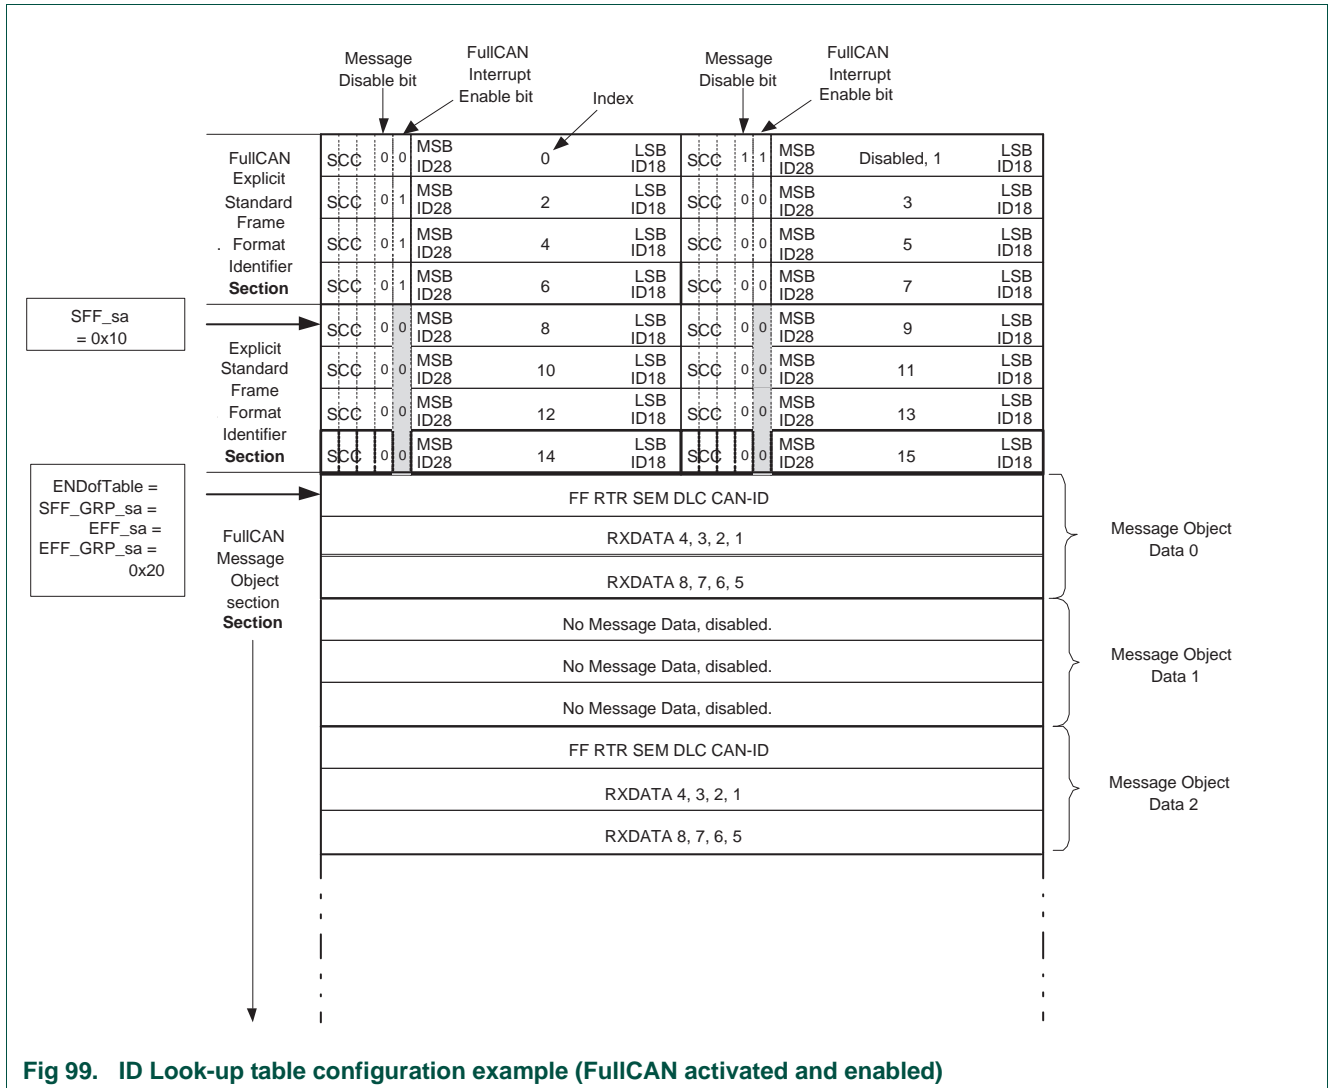 Message
Disable bit
FullCAN
Interrupt
Enable bit
Index
Message
Disable bit
FullCAN
Interrupt
Enable bit
FullCAN
Explicit
Standard
Frame
. Format
Identifier
Section
SCC 0 0 MSB ID28 0 LSB ID18 SCC 1 1 MSB ID28 Disabled, 1 LSB ID18
SCC 0 1 MSB ID28 2 LSB ID18 SCC 0 0 MSB ID28 3 LSB ID18
SCC 0 1 MSB ID28 4 LSB ID18 SCC 0 0 MSB ID28 5 LSB ID18
SCC 0 1 MSB ID28 6 LSB ID18 SCC 0 0 MSB ID28 7 LSB ID18
SFF_sa
= 0x10
Explicit
Standard
Frame
Format
Identifier
Section
SCC 0 0 MSB ID28 8 LSB ID18 SCC 0 0 MSB ID28 9 LSB ID18
SCC 0 0 MSB ID28 10 LSB ID18 SCC 0 0 MSB ID28 11 LSB ID18
SCC 0 0 MSB ID28 12 LSB ID18 SCC 0 0 MSB ID28 13 LSB ID18
SCC 0 0 MSB ID28 14 LSB ID18 SCC 0 0 MSB ID28 15 LSB ID18
ENDofTable =
SFF_GRP_sa =
EFF_sa =
EFF_GRP_sa =
0x20
FullCAN
Message
Object
section
Section
FF RTR SEM DLC CAN-ID
RXDATA 4, 3, 2, 1
RXDATA 8, 7, 6, 5
Message Object
Data 0
No Message Data, disabled.
No Message Data, disabled.
No Message Data, disabled.
Message Object
Data 1
FF RTR SEM DLC CAN-ID
RXDATA 4, 3, 2, 1
RXDATA 8, 7, 6, 5
Message Object
Data 2
Fig 99. ID Look-up table configuration example (FullCAN activated and enabled)